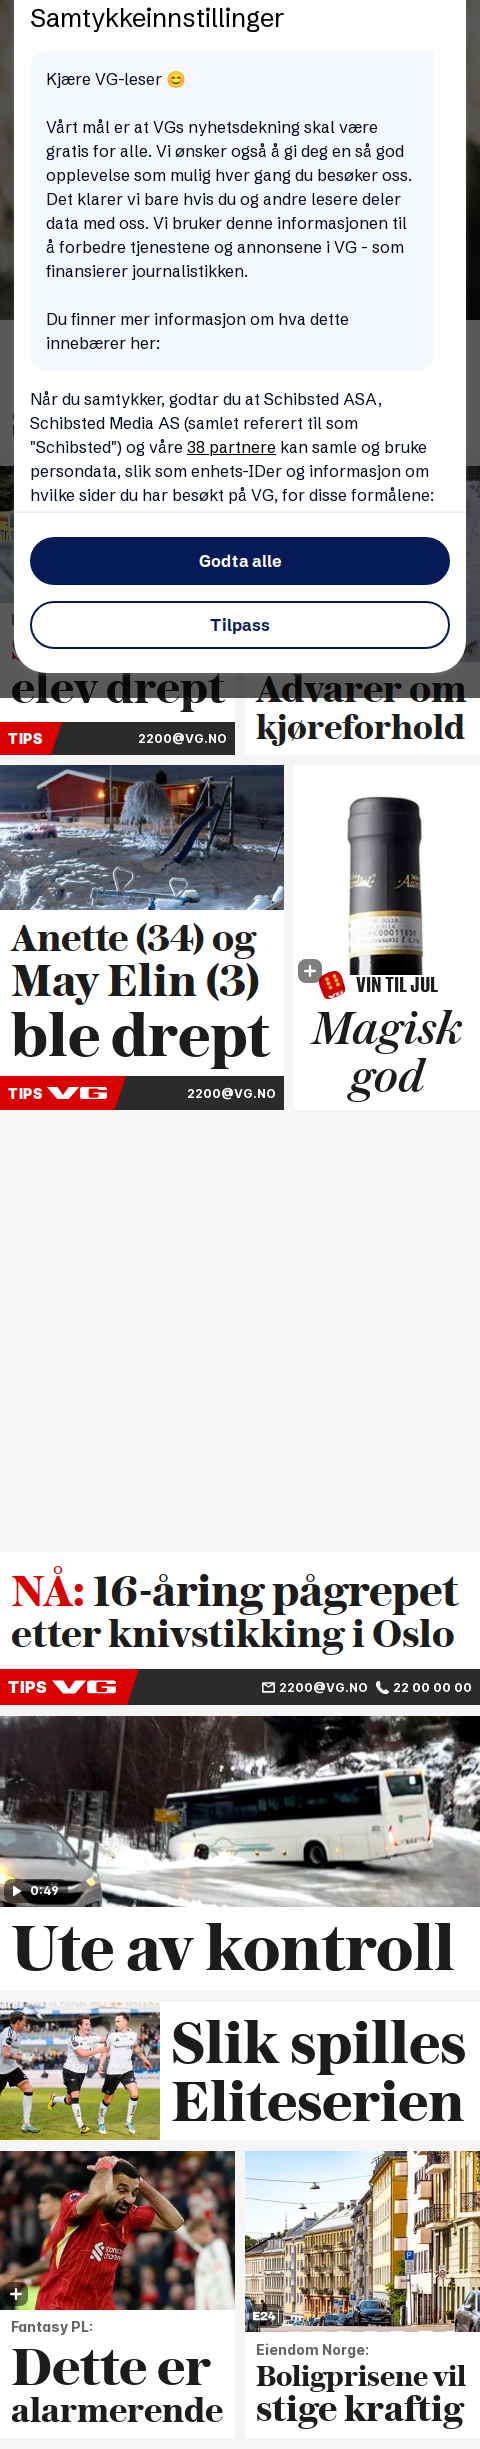 Samtykkeinnstillinger
Kjære VG-leser 😊
Vårt mål er at VGs nyhetsdekning skal være
gratis for alle. Vi ønsker også å gi deg en så god
opplevelse som mulig hver gang du besøker oss.
Det klarer vi bare hvis du og andre lesere deler
data med oss. Vi bruker denne informasjonen til
å forbedre tjenestene og annonsene i VG - som
finansierer journalistikken.
Du finner mer informasjon om hva dette
innebærer her:
Når du samtykker, godtar du at Schibsted ASA,
Schibsted Media AS (samlet referert til som
"Schibsted") og våre 38 partnere kan samle og bruke
persondata, slik som enhets-IDer og informasjon om
hvilke sider du har besøkt på VG, for disse formålene:
Godta alle
Tilpass
elev drept
TIPS
2200@VG.NO
Advarer om
kjøreforhold
Anette (34) og
May Elin (3)
ble drept
TIPS VG
2200@VG.NO
VIN TIL JUL
Magisk
god
NÅ: 16-åring pågrepet
etter knivstikking i Oslo
TIPS VG
2200@VG.NO 22 00 00 00
0:49
Ute av kontroll
Slik spilles
Eliteserien
Fantasy PL:
Dette er
alarmerende
E24
Eiendom Norge:
Boligprisene vil
stige kraftig